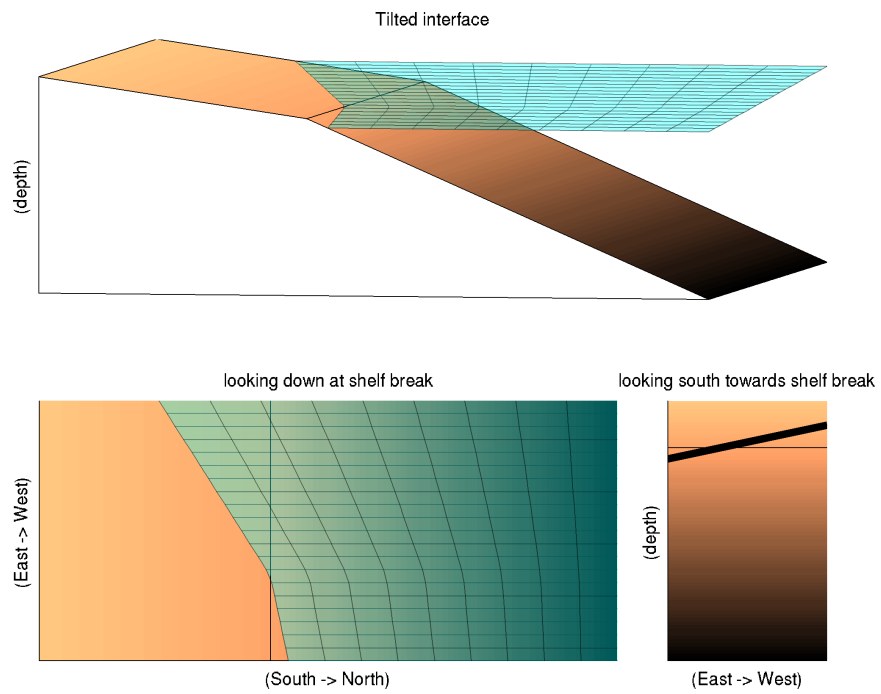 Tilted interface
(depth)
looking down at shelf break
looking south towards shelf break
(East -> West)
(depth)
(South -> North)
(East -> West)